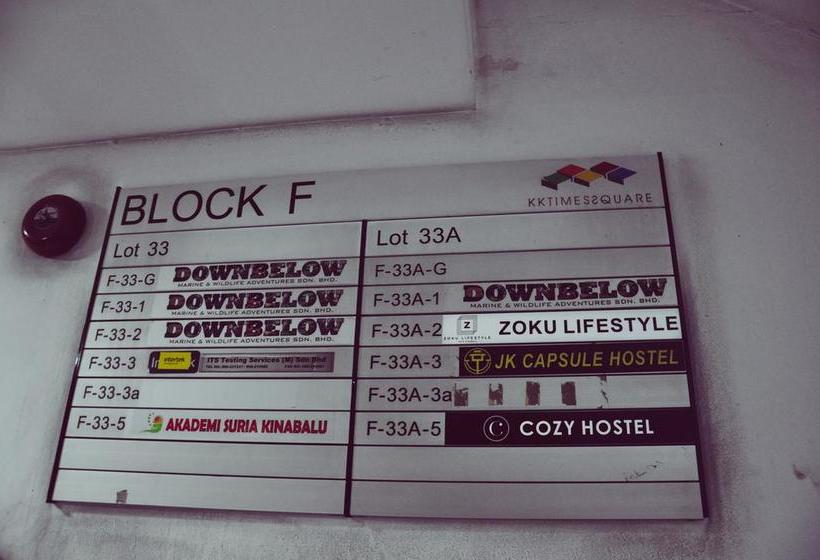 BLOCK F
KKTIMESSQUARE
Lot 33
F-33-G DOWNBELOW
MARINE & WILDLIFE ADVENTURES SDN. BHD.
F-33-1 DOWNBELOW
MARINE & WILDLIFE ADVENTURES SDN. BHD.
F-33-2 DOWNBELOW
MARINE & WILDLIFE ADVENTURES SDN. BHD.
F-33-3 intertek ITS Testing Services (M) Sdn Bhd
F-33-3a
F-33-5 AKADEMI SURIA KINABALU
Lot 33A
F-33A-G
F-33A-1 DOWNBELOW
MARINE & WILDLIFE ADVENTURES SDN. BHD.
F-33A-2 Z ZOKU LIFESTYLE
ZOKU LIFESTYLE
F-33A-3 JK CAPSULE HOSTEL
F-33A-3a
F-33A-5 C COZY HOSTEL